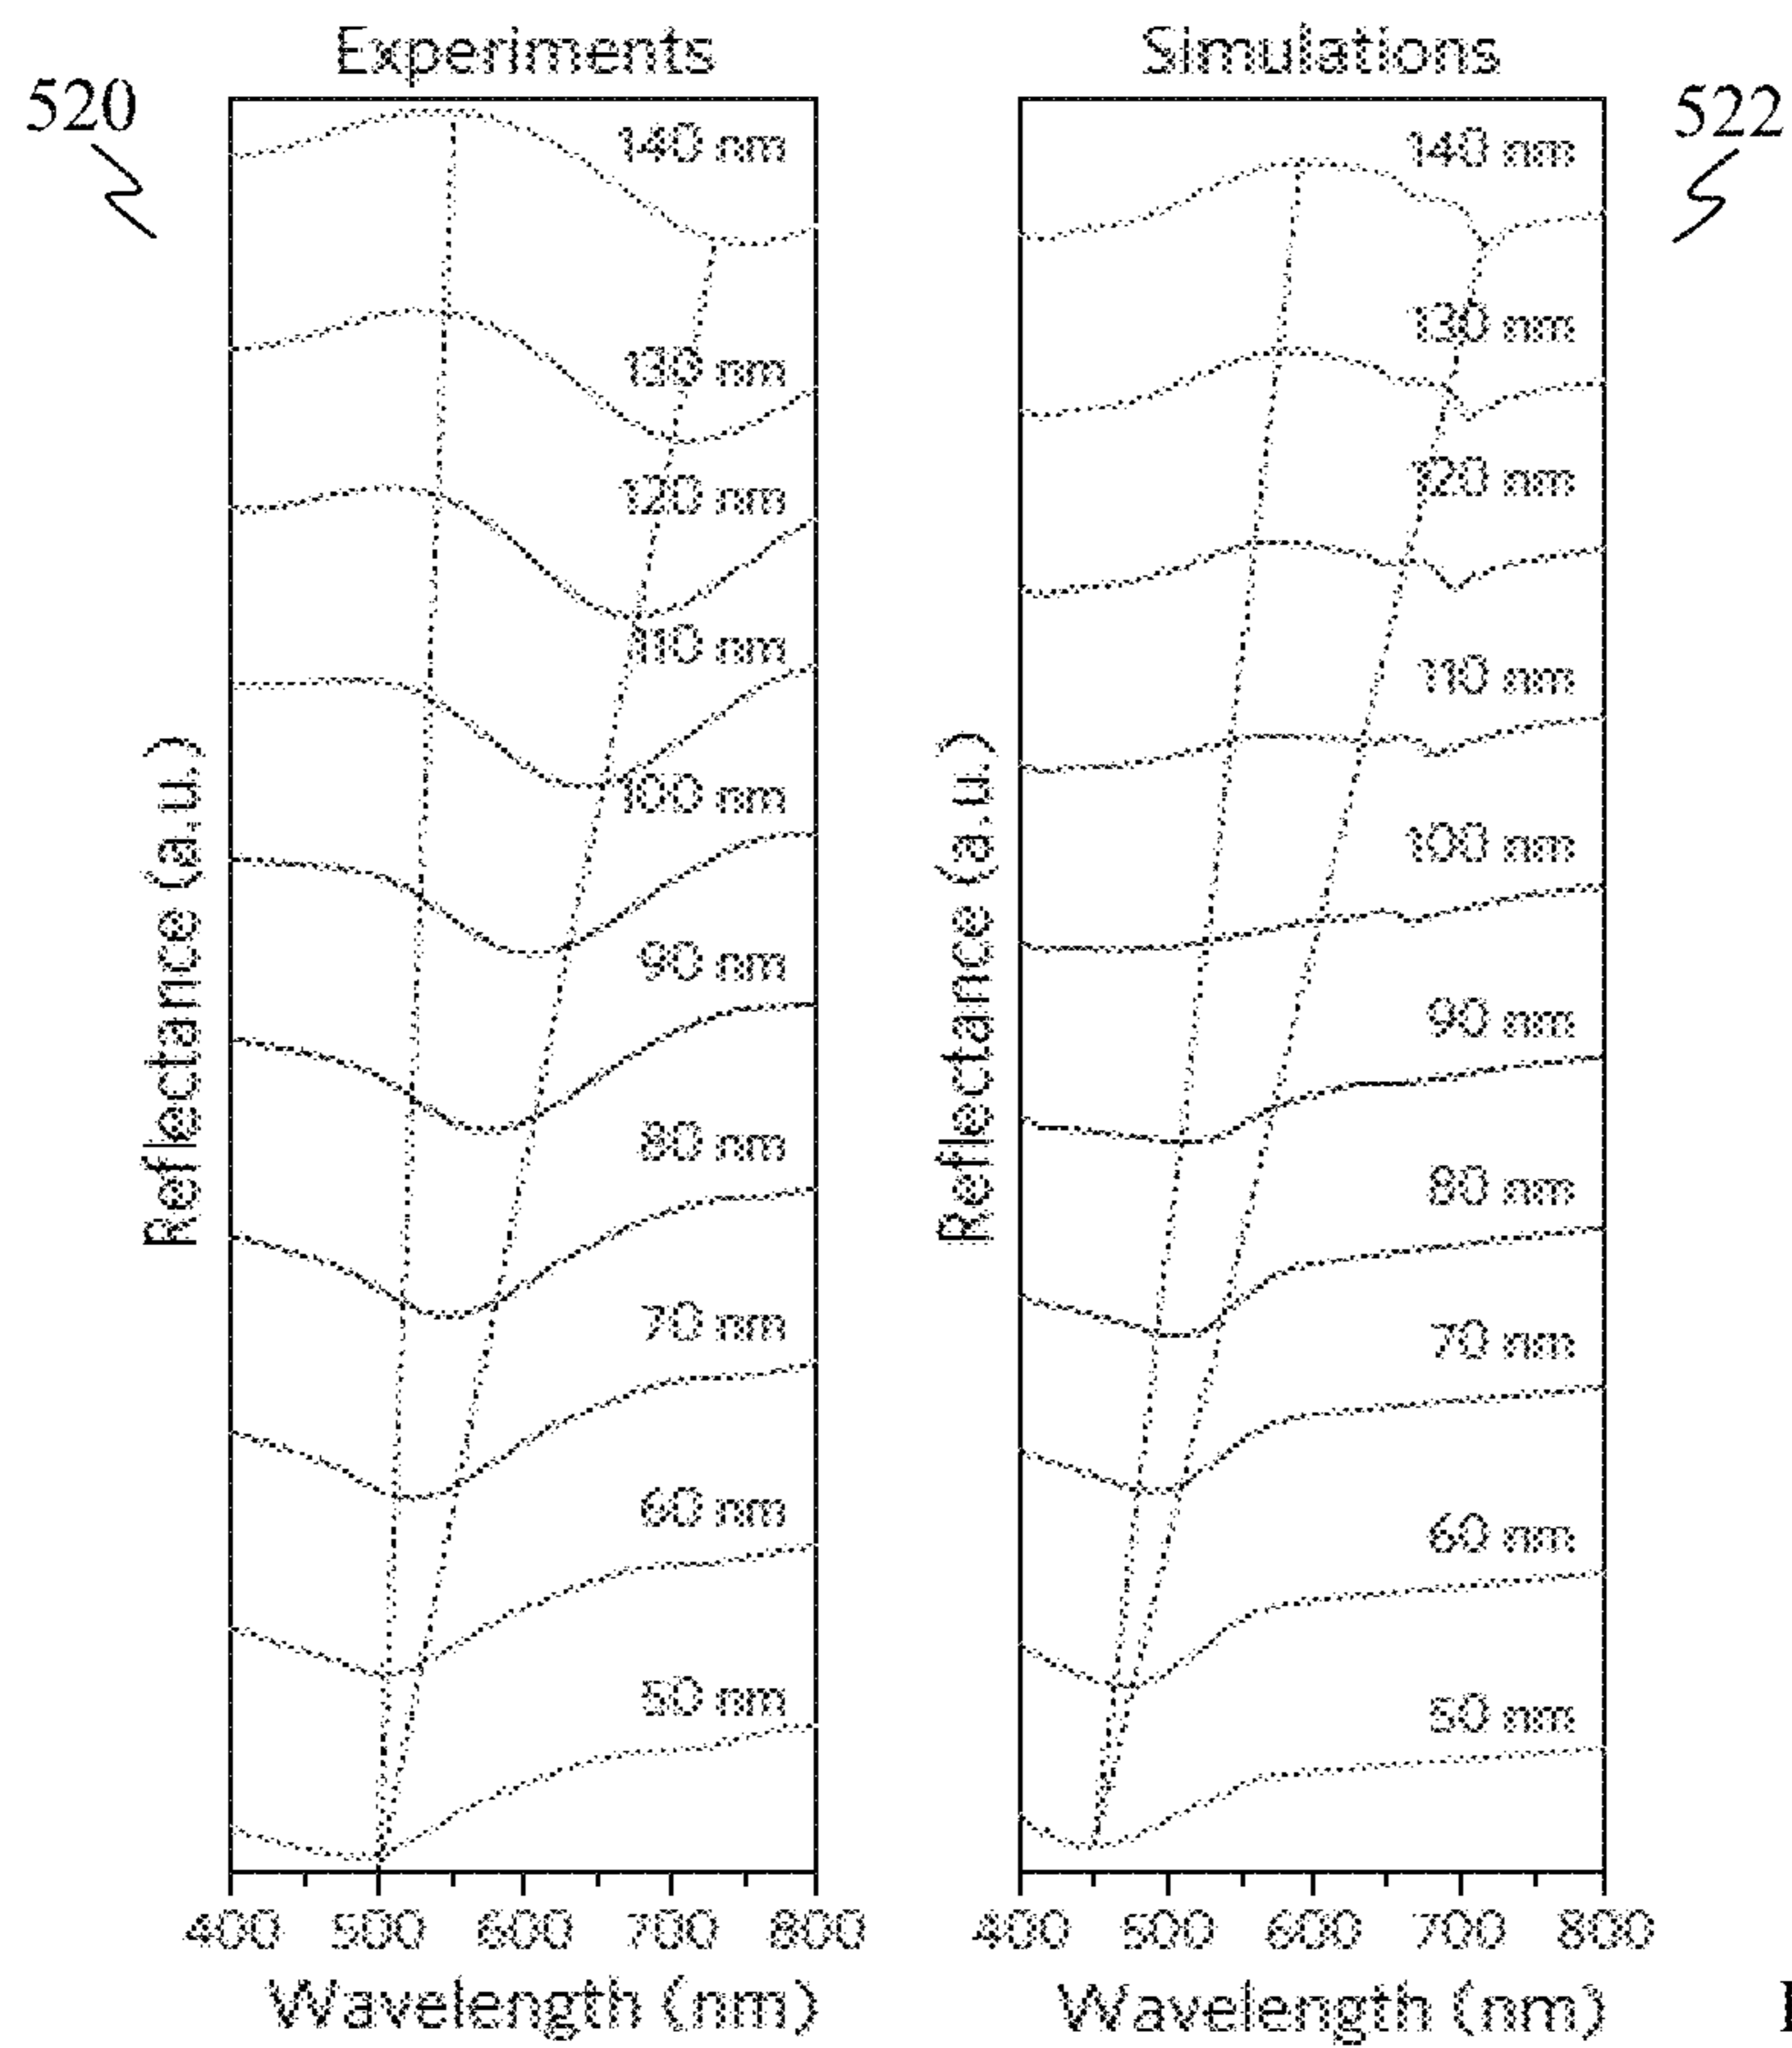 Experiments
520
140 nm
130 nm
120 nm
110 nm
100 nm
90 nm
80 nm
70 nm
60 nm
50 nm
Reflectance (a.u.)
400 500 600 700 800
Wavelength (nm)
Simulations
522
140 nm
130 nm
120 nm
110 nm
100 nm
90 nm
80 nm
70 nm
60 nm
50 nm
Reflectance (a.u.)
400 500 600 700 800
Wavelength (nm)